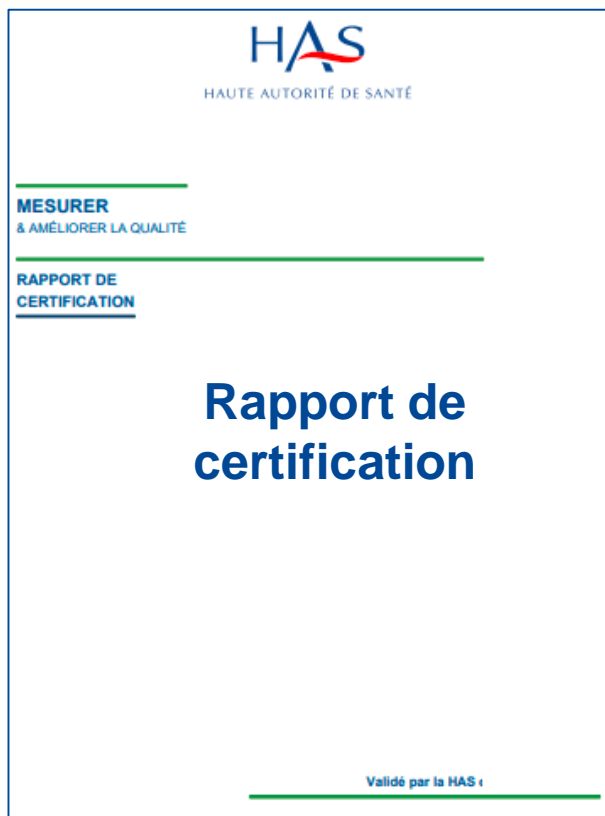 HAS
HAUTE AUTORITÉ DE SANTÉ
MESURER
& AMÉLIORER LA QUALITÉ
RAPPORT DE
CERTIFICATION
Rapport de
certification
Validé par la HAS